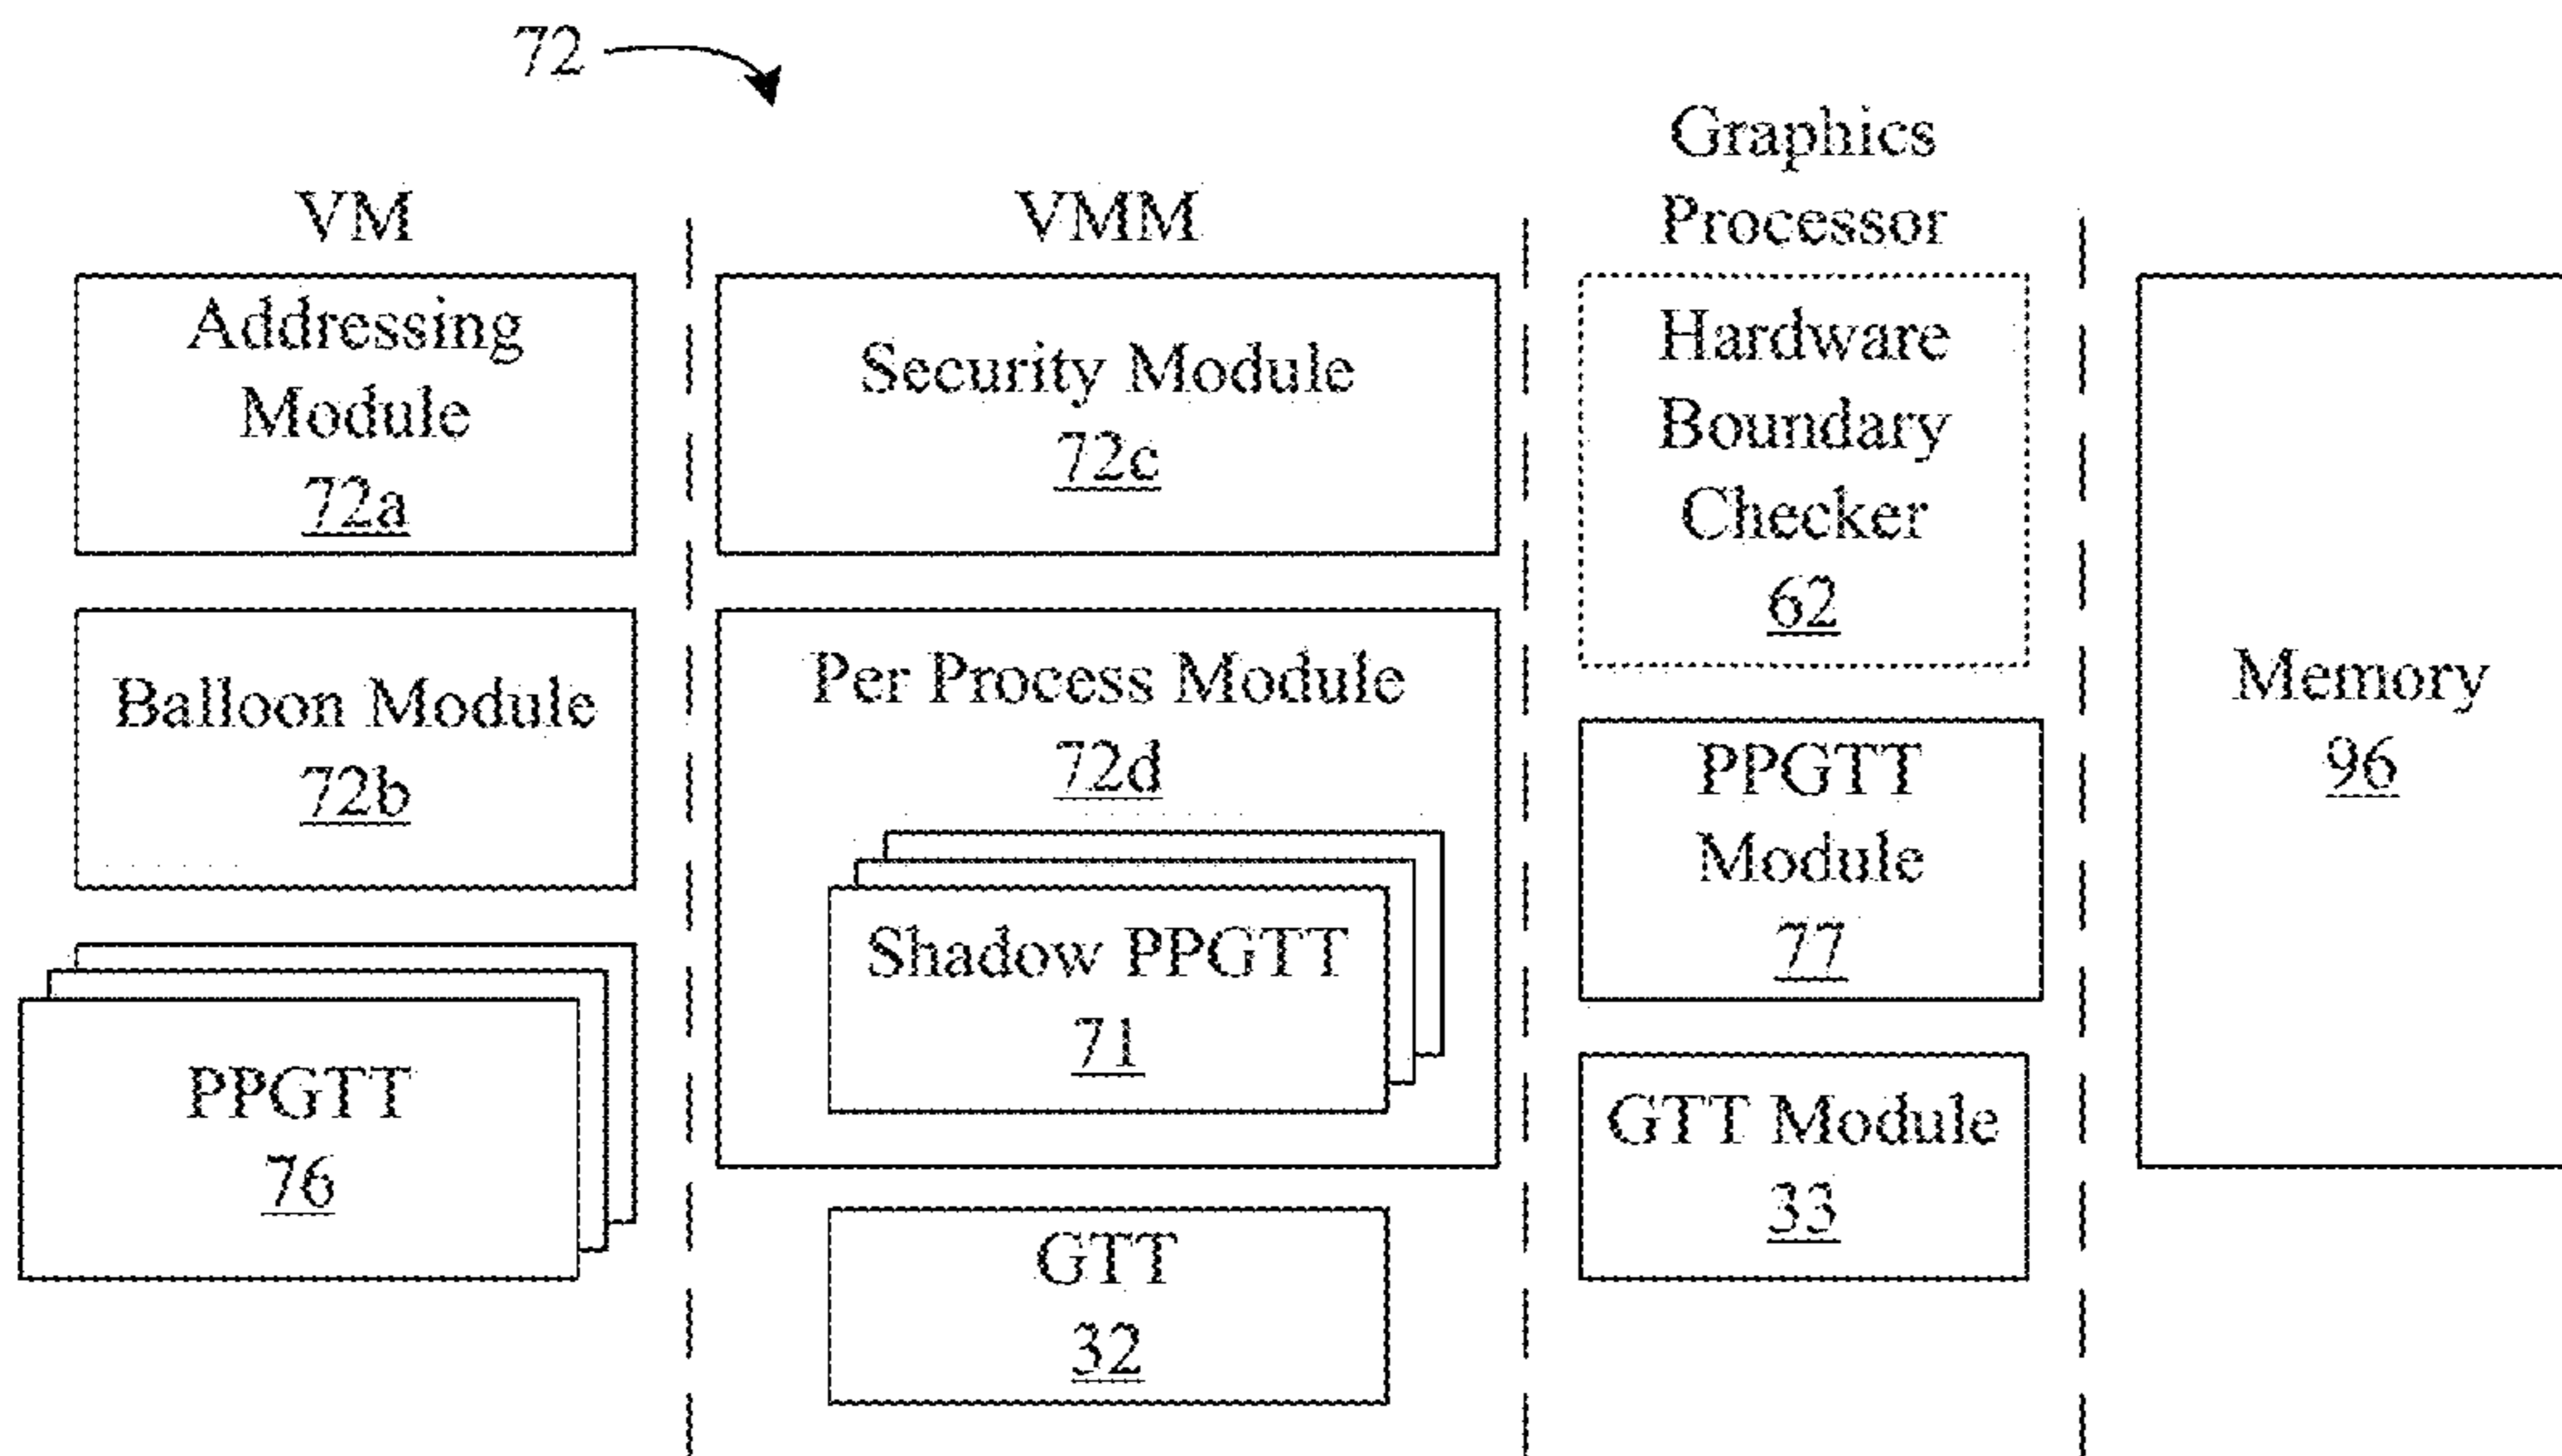 72
VM
Addressing
Module
72a
Balloon Module
72b
PPGTT
76
VMM
Security Module
72c
Per Process Module
72d
Shadow PPGTT
71
GTT
32
Graphics
Processor
Hardware
Boundary
Checker
62
PPGTT
Module
77
GTT Module
33
Memory
96